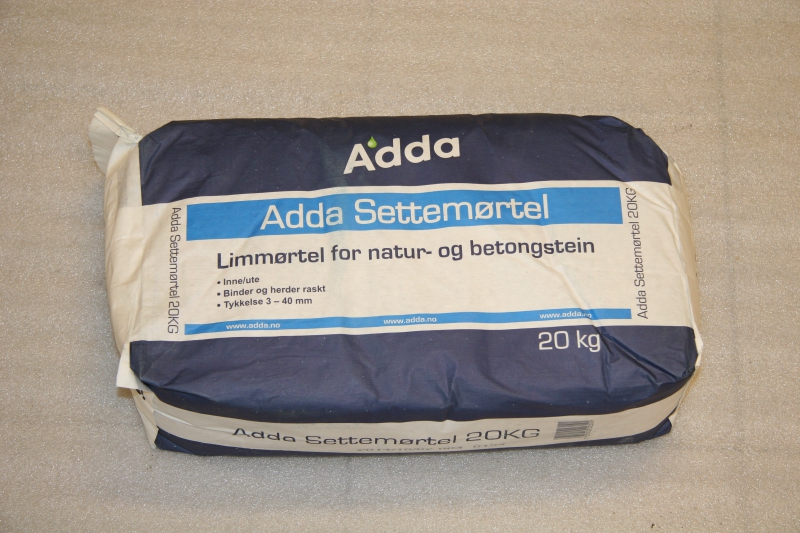 Adda
Adda Settemørtel
Limmørtel for natur- og betongstein
• Inne/ute
• Binder og herder raskt
• Tykkelse 3 – 40 mm
www.adda.no www.adda.no www.adda.no
20 kg
Adda Settemørtel 20KG
Adda Settemørtel 20KG
Adda Settemørtel 20KG